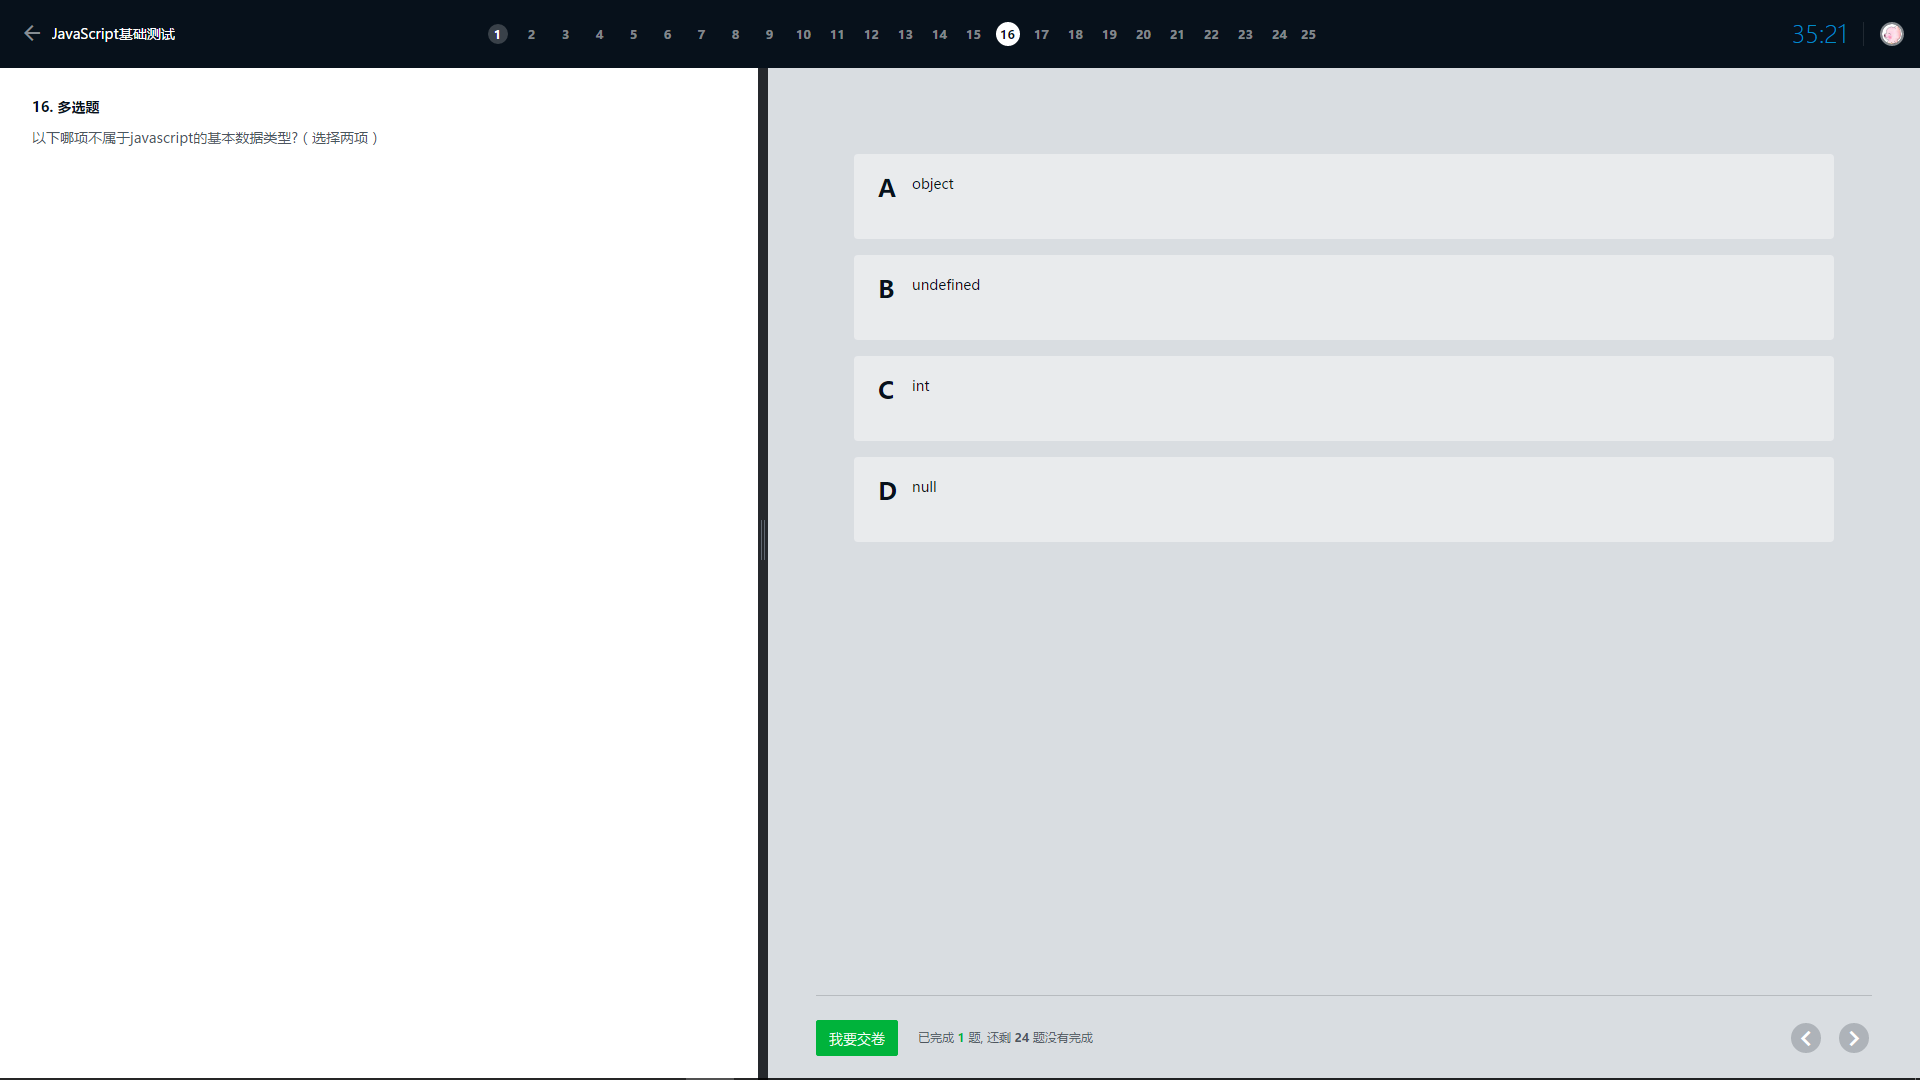 JavaScript基础测试
1 2 3 4 5 6 7 8 9 10 11 12 13 14 15 16 17 18 19 20 21 22 23 24 25
35:21
16. 多选题
以下哪项不属于javascript的基本数据类型?（选择两项）
A object
B undefined
C int
D null
我要交卷
已完成 1 题, 还剩 24 题没有完成